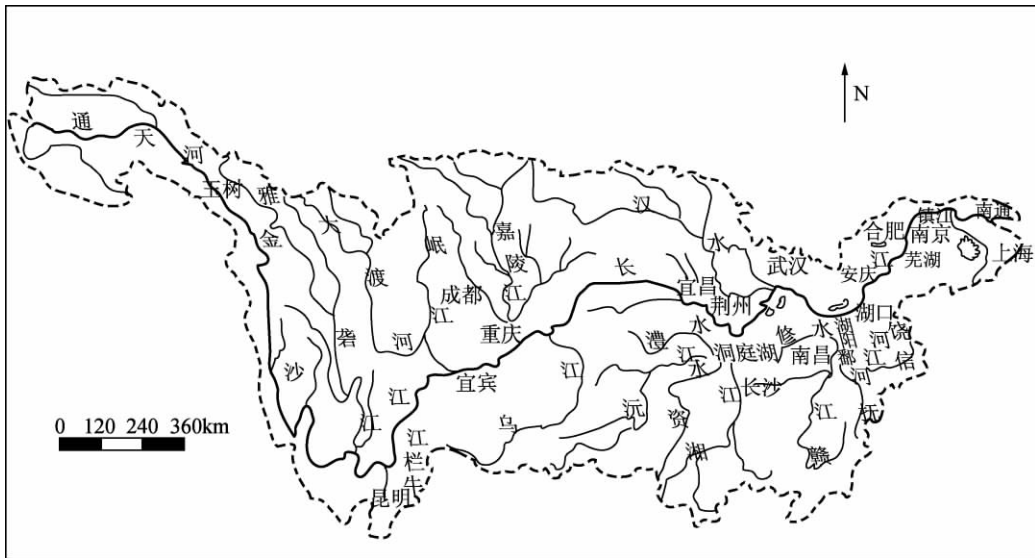 N
通天河
玉树
雅砻江
金沙江
大渡河
岷江
成都
嘉陵江
重庆
宜宾
牛栏江
昆明
乌江
长江
汉水
宜昌
荆州
武汉
澧水
沅江
资水
湘江
洞庭湖
长沙
修水
南昌
赣江
抚河
信江
饶河
鄱阳湖
湖口
安庆
合肥
芜湖
南京
镇江
南通
上海
0 120 240 360km